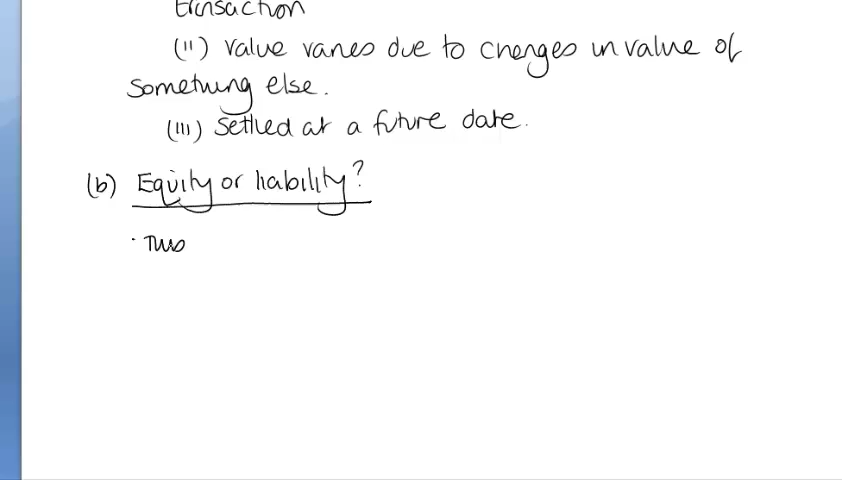 transaction
(ii) value varies due to changes in value of
something else.
(iii) settled at a future date.
(b) Equity or liability?
· Two